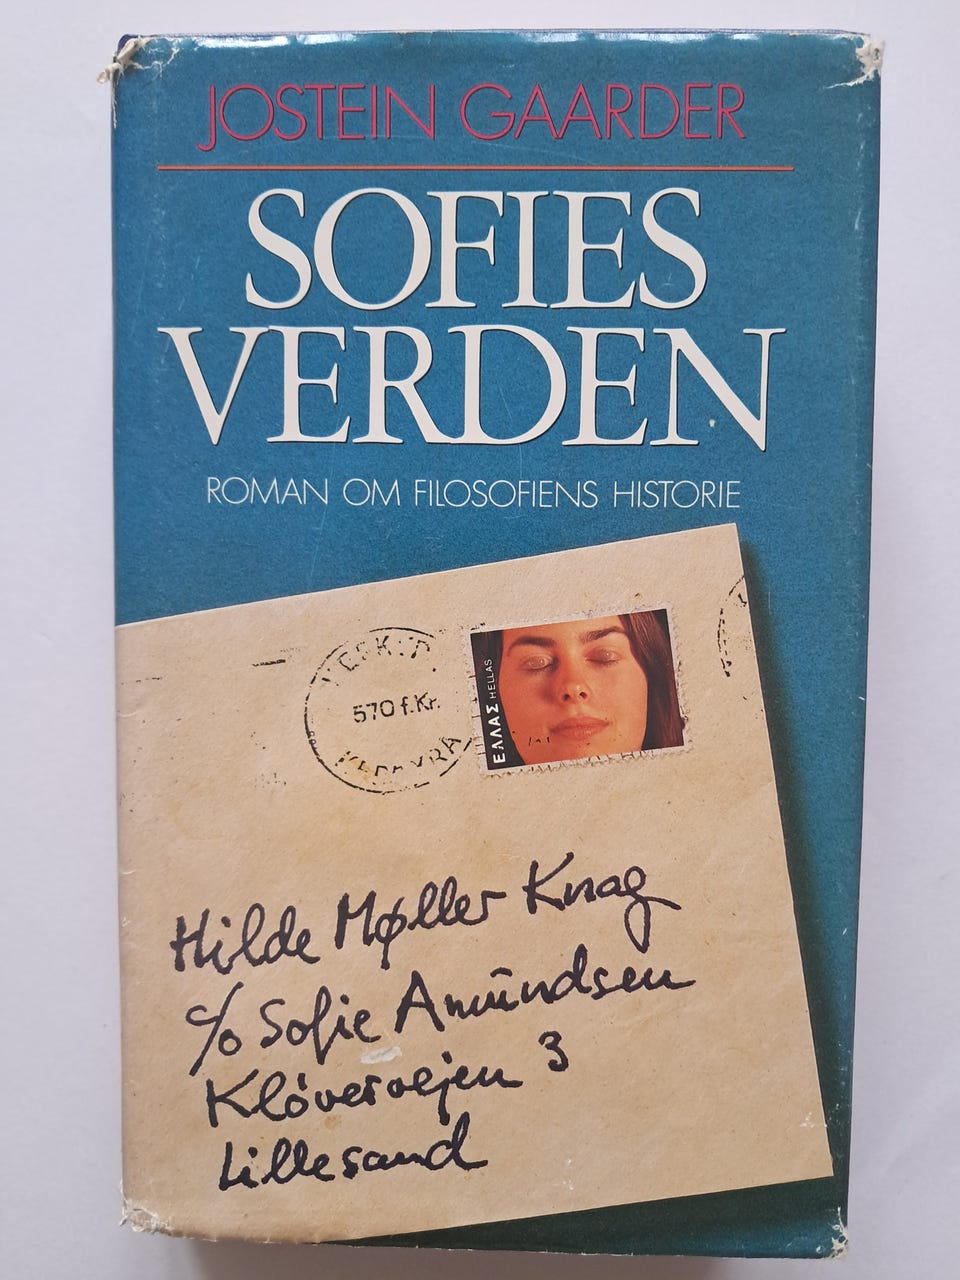 JOSTEIN GAARDER
SOFIES
VERDEN
ROMAN OM FILOSOFIENS HISTORIE
570 f.Kr.
ΕΛΛΑΣ HELLAS
Hilde Møller Knag
c/o Sofie Amundsen
Kløvervejen 3
Lillesand